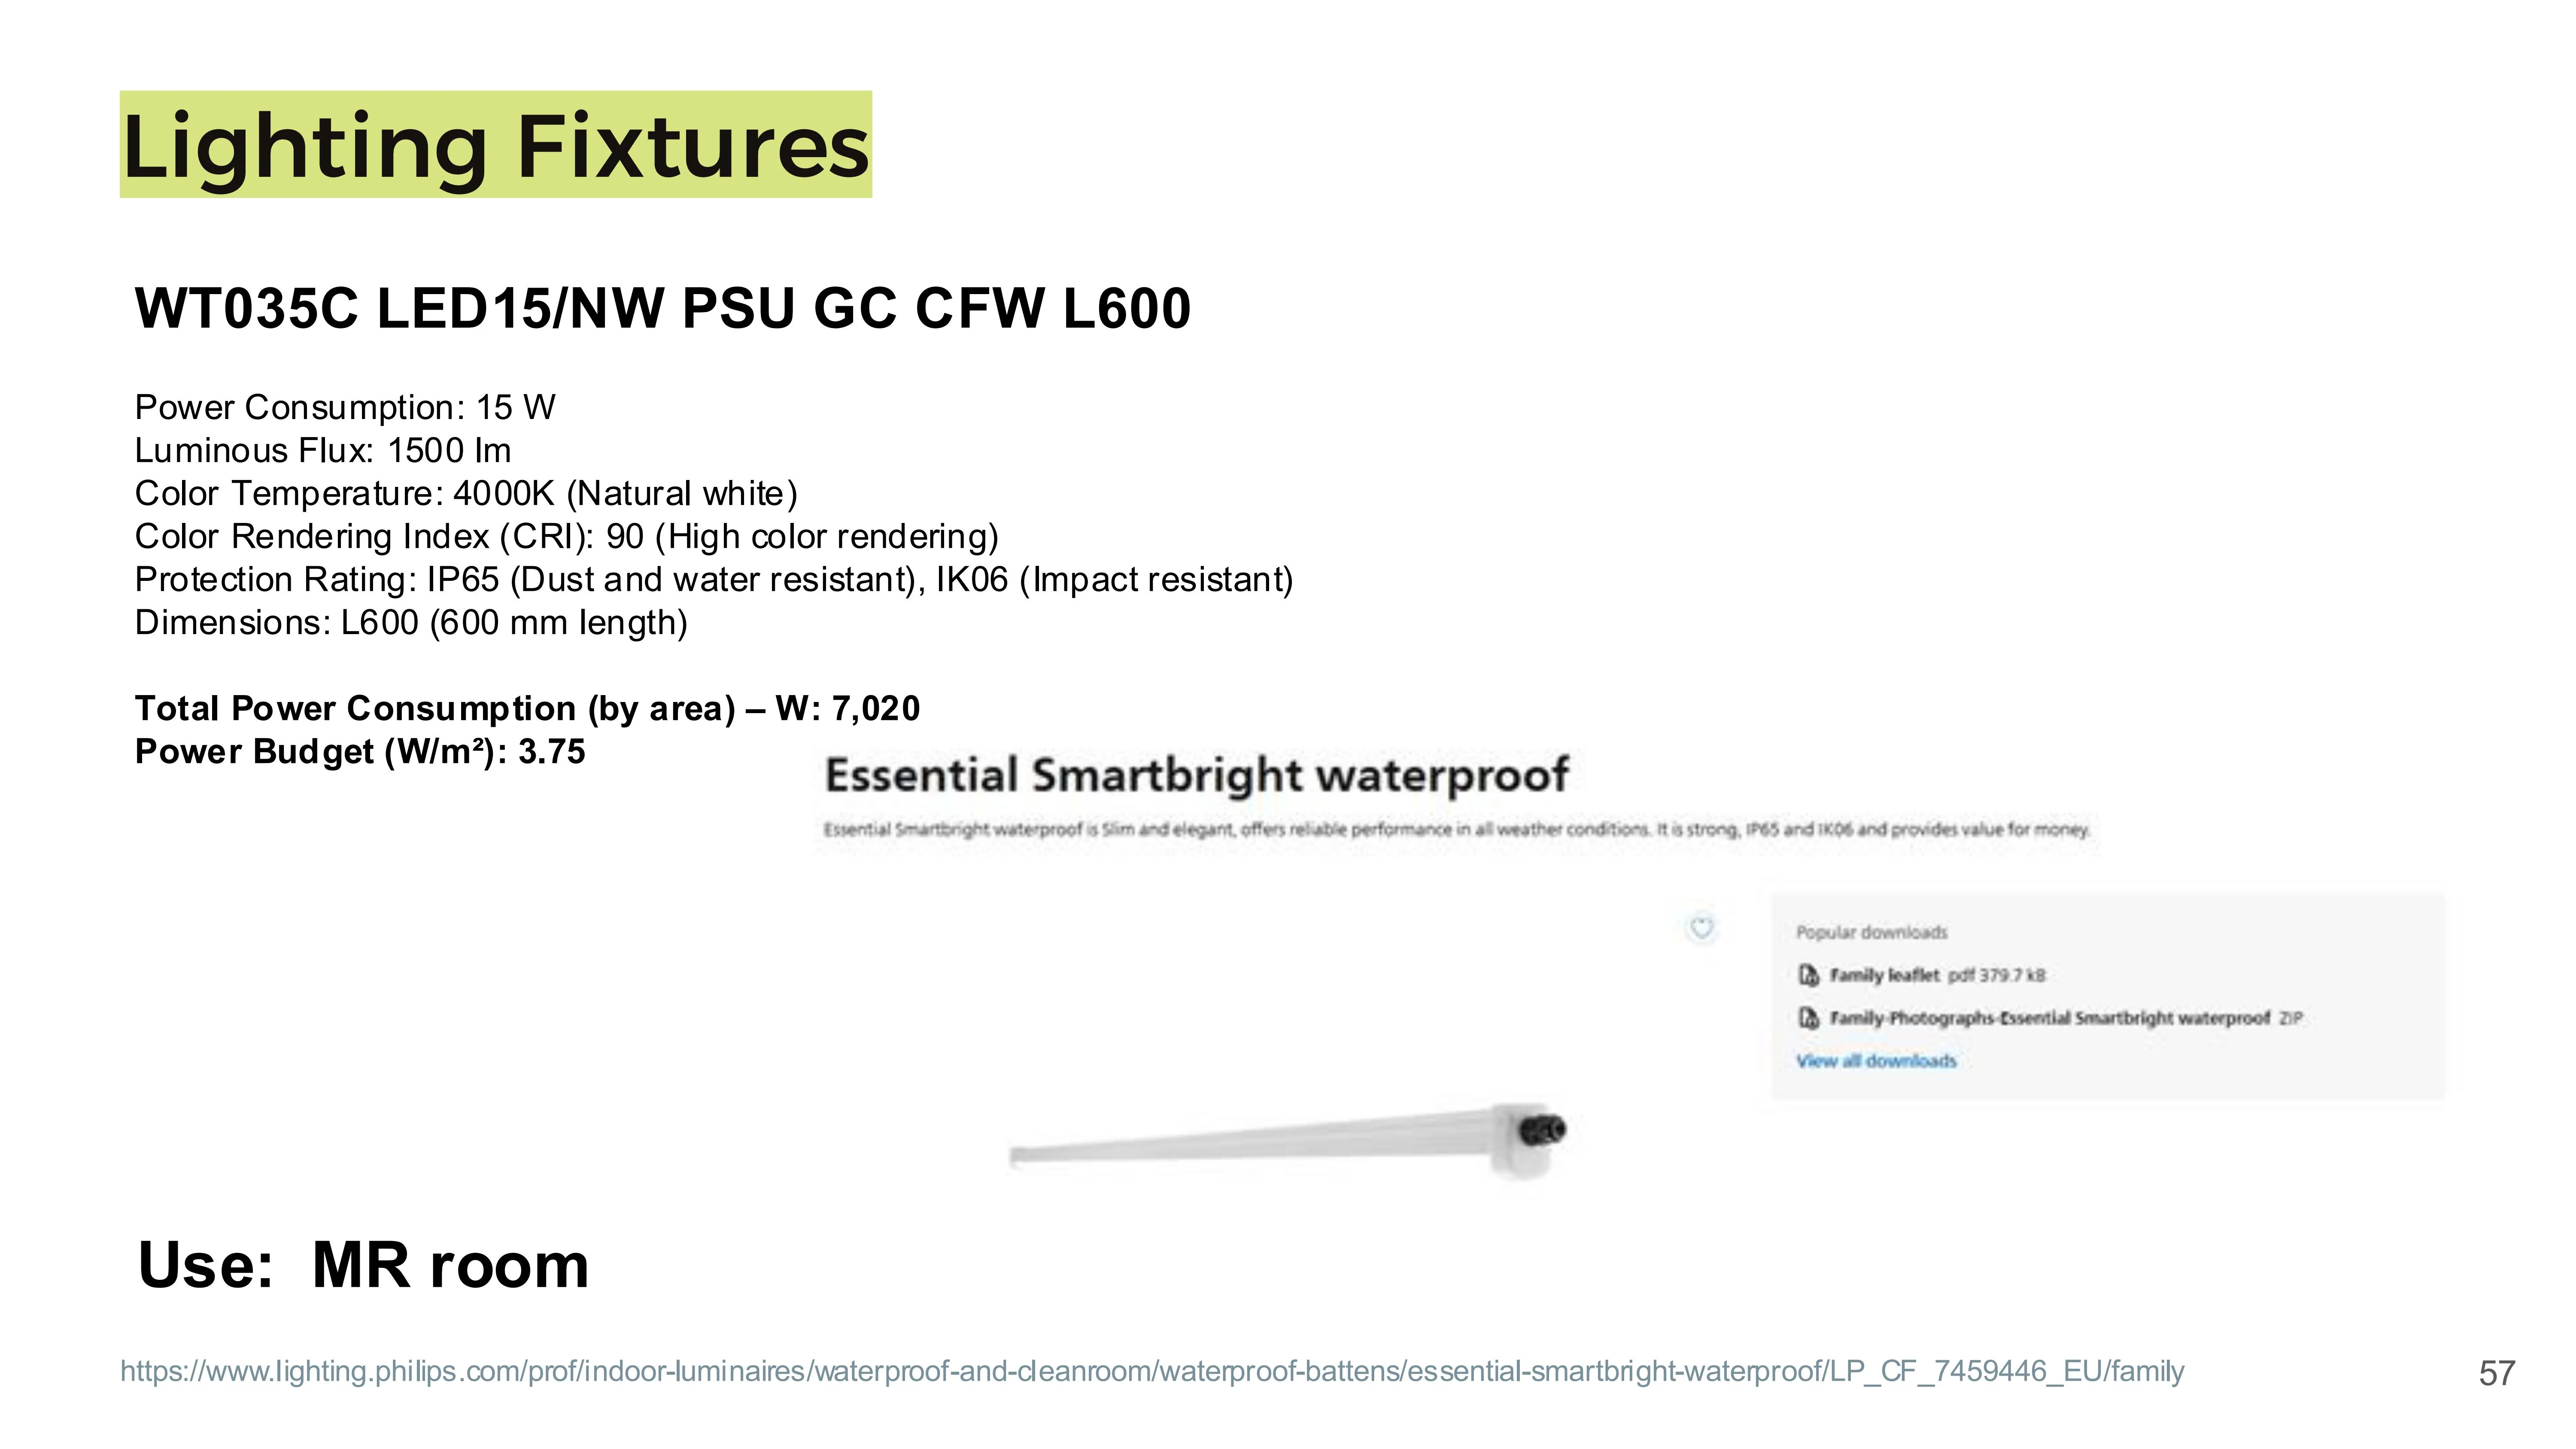 Lighting Fixtures
WT035C LED15/NW PSU GC CFW L600
Power Consumption: 15 W
Luminous Flux: 1500 lm
Color Temperature: 4000K (Natural white)
Color Rendering Index (CRI): 90 (High color rendering)
Protection Rating: IP65 (Dust and water resistant), IK06 (Impact resistant)
Dimensions: L600 (600 mm length)
Total Power Consumption (by area) – W: 7,020
Power Budget (W/m²): 3.75
Essential Smartbright waterproof
Essential Smartbright waterproof is Slim and elegant, offers reliable performance in all weather conditions. It is strong, IP65 and IK06 and provides value for money.
Popular downloads
Family leaflet pdf 379.7 kB
Family-Photographs-Essential Smartbright waterproof ZIP
View all downloads
Use: MR room
https://www.lighting.philips.com/prof/indoor-luminaires/waterproof-and-cleanroom/waterproof-battens/essential-smartbright-waterproof/LP_CF_7459446_EU/family
57